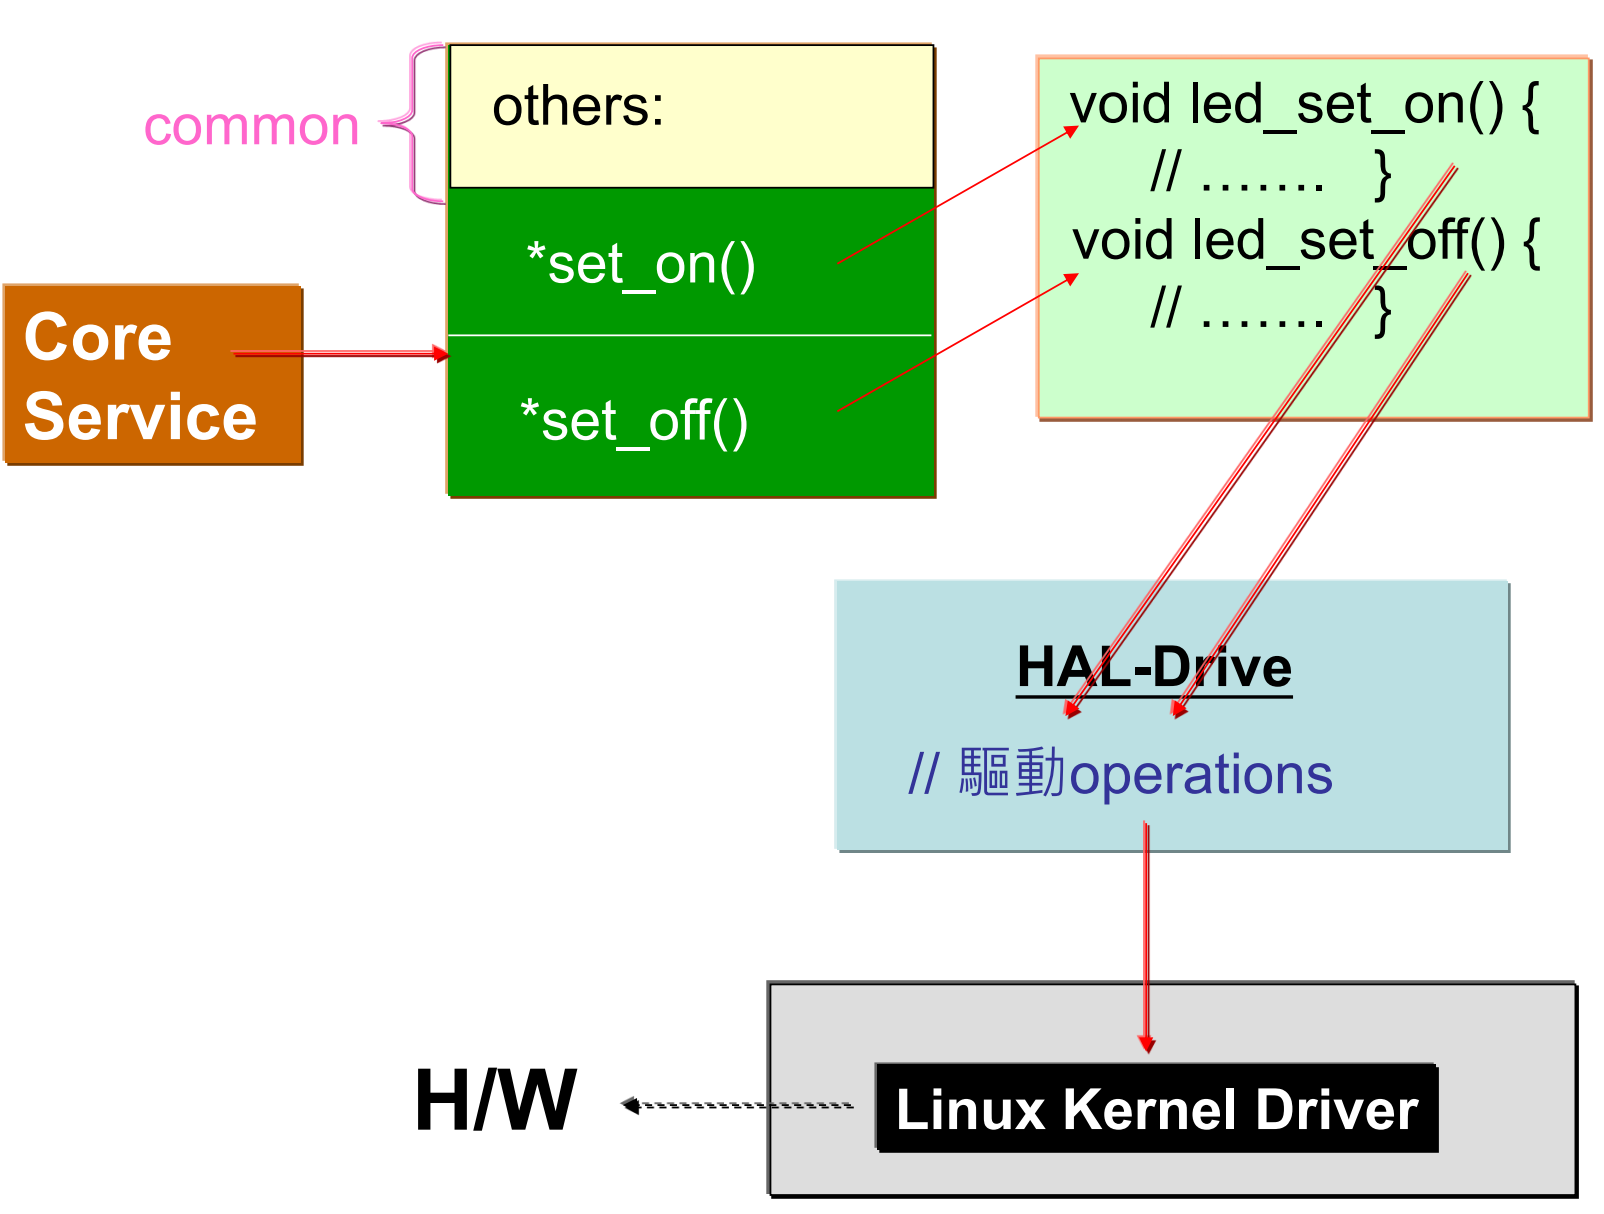 common
others:
*set_on()
*set_off()
Core
Service
void led_set_on() {
// ……. }
void led_set_off() {
// ……. }
HAL-Drive
// 驅動operations
Linux Kernel Driver
H/W